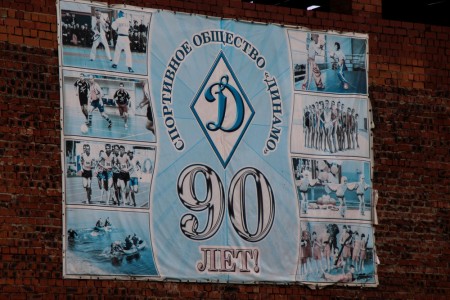 СПОРТИВНОЕ ОБЩЕСТВО «ДИНАМО»
Д
90
ЛЕТ!